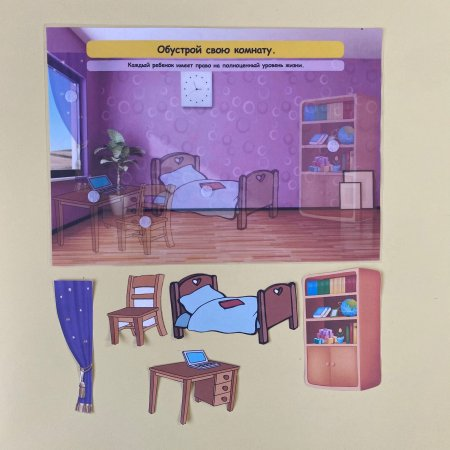 Обустрой свою комнату.
Каждый ребенок имеет право на полноценный уровень жизни.